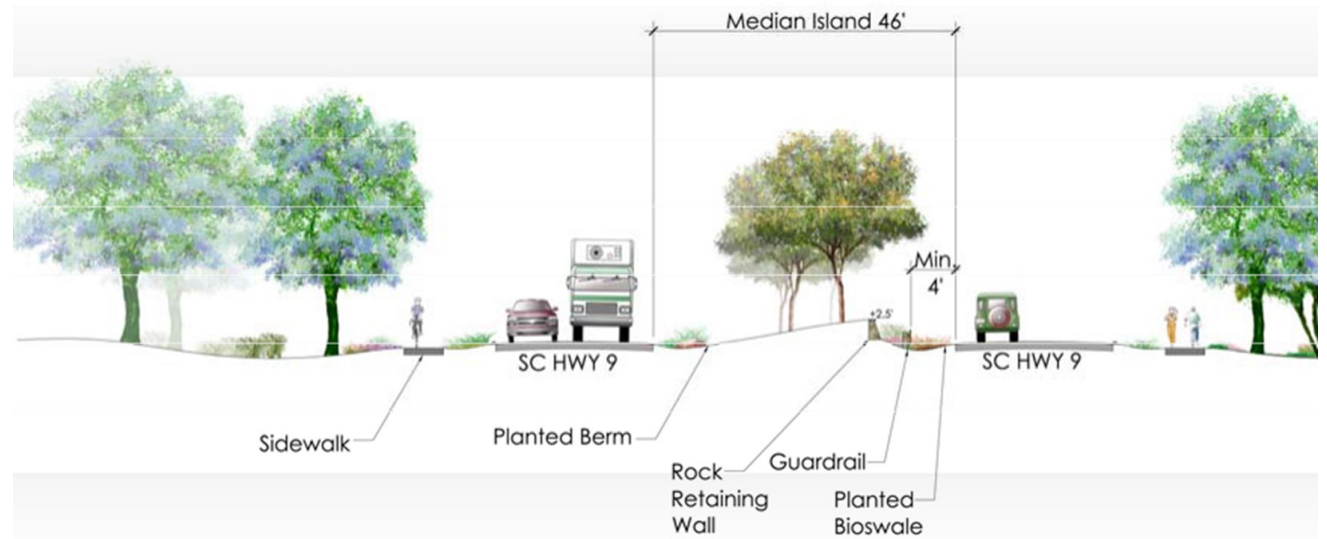 Median Island 46'
Min.
4'
+2.5'
SC HWY 9
SC HWY 9
Sidewalk
Planted Berm
Rock
Retaining
Wall
Guardrail
Planted
Bioswale